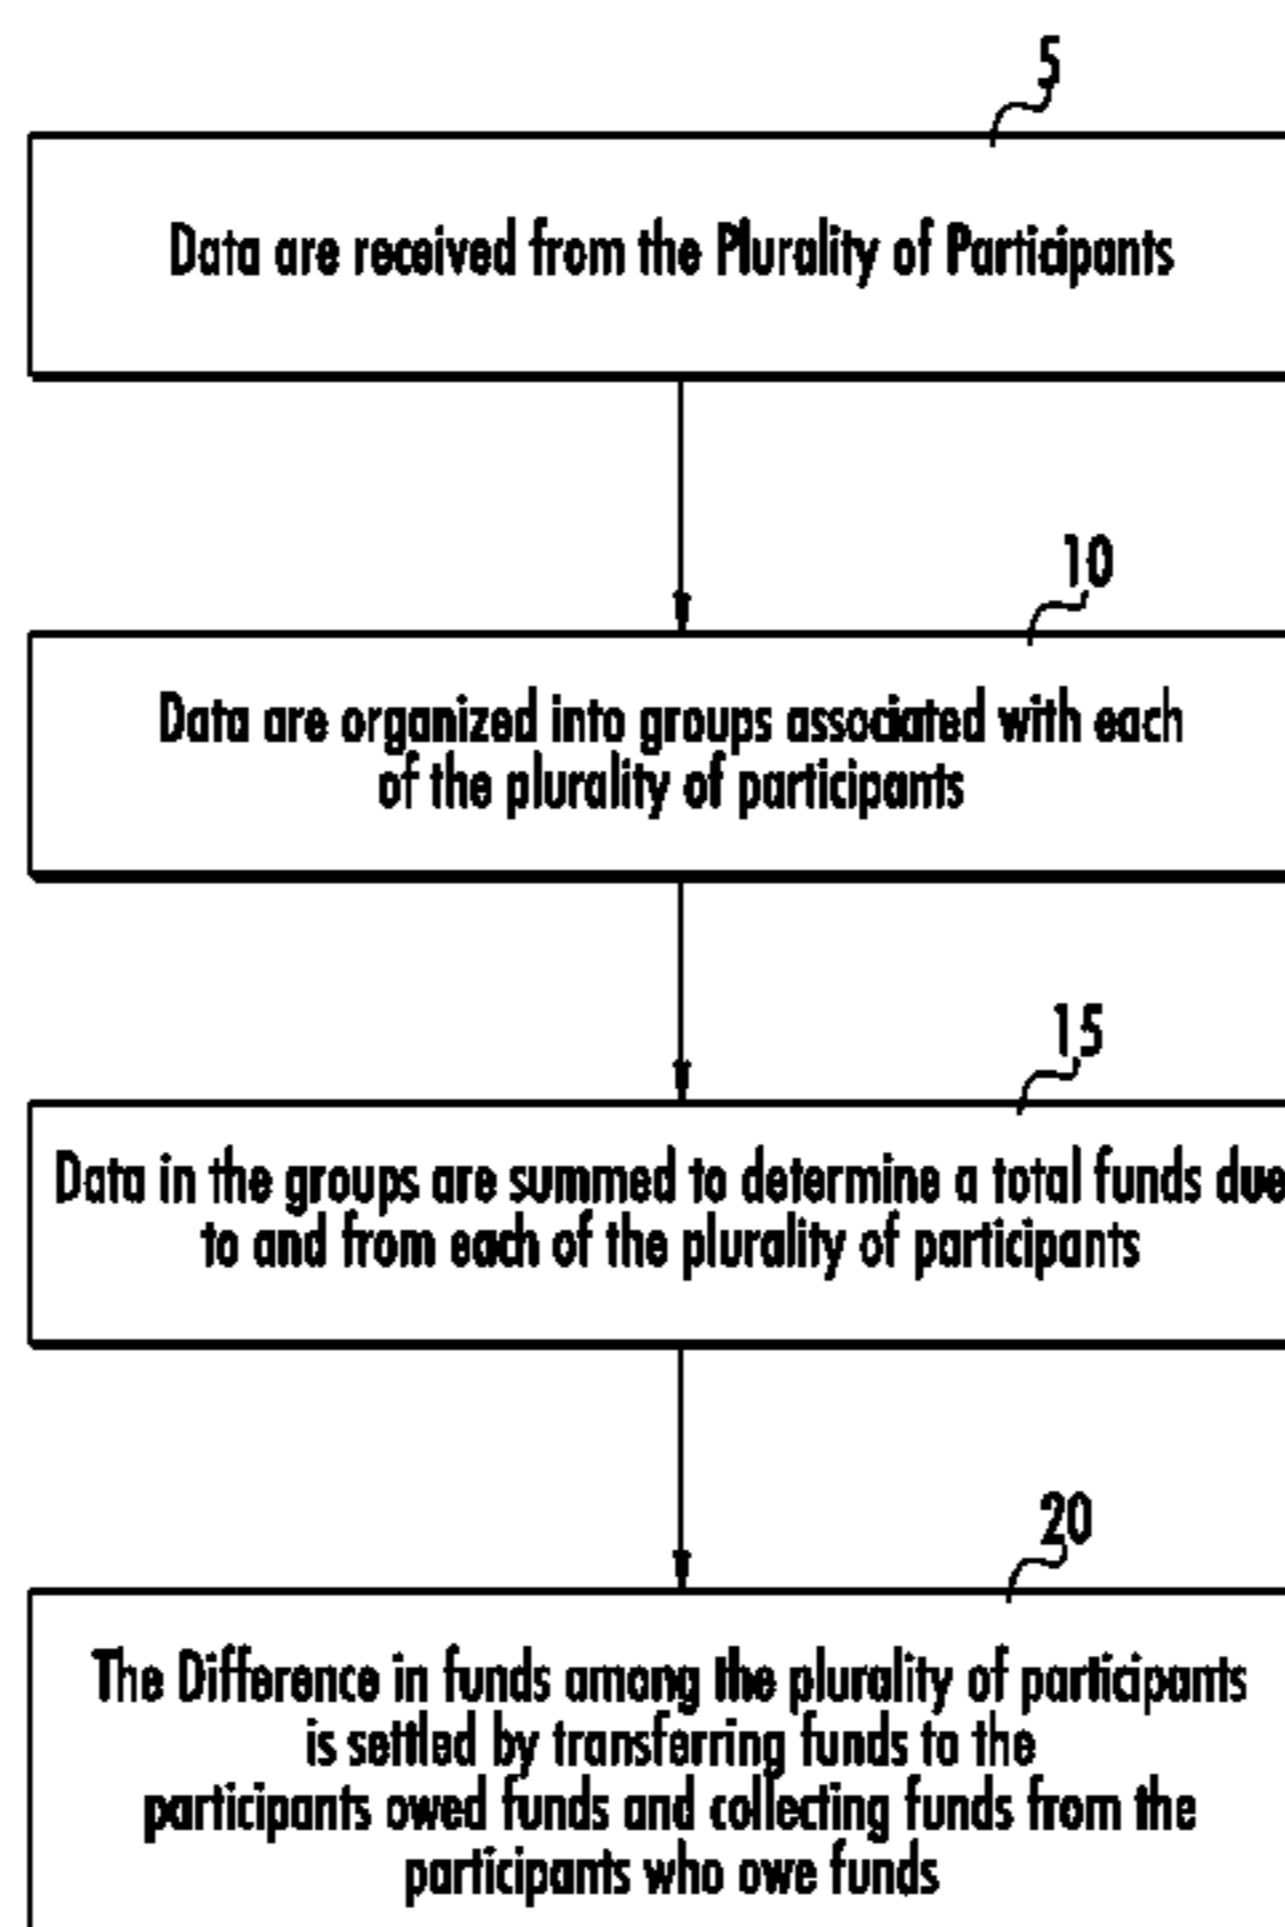 5
Data are received from the Plurality of Participants
10
Data are organized into groups associated with each
of the plurality of participants
15
Data in the groups are summed to determine a total funds due
to and from each of the plurality of participants
20
The Difference in funds among the plurality of participants
is settled by transferring funds to the
participants owed funds and collecting funds from the
participants who owe funds